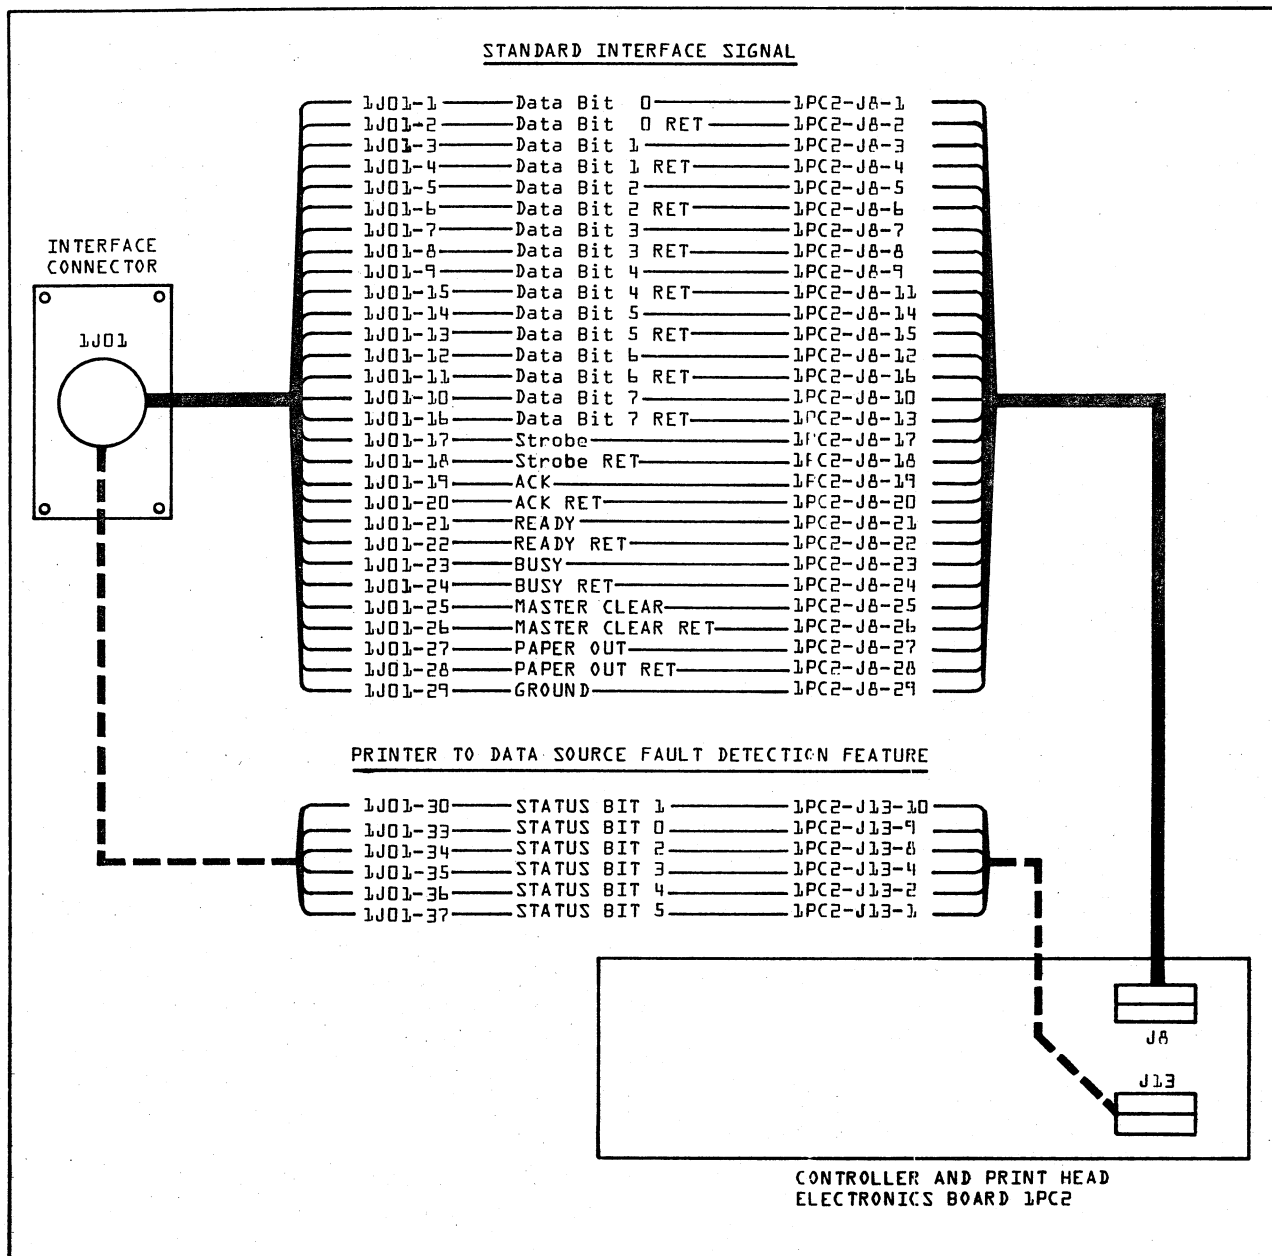 STANDARD INTERFACE SIGNAL
1J01-1 Data Bit 0 1PC2-J8-1
1J01-2 Data Bit 0 RET 1PC2-J8-2
1J01-3 Data Bit 1 1PC2-J8-3
1J01-4 Data Bit 1 RET 1PC2-J8-4
1J01-5 Data Bit 2 1PC2-J8-5
1J01-6 Data Bit 2 RET 1PC2-J8-6
1J01-7 Data Bit 3 1PC2-J8-7
1J01-8 Data Bit 3 RET 1PC2-J8-8
1J01-9 Data Bit 4 1PC2-J8-9
1J01-15 Data Bit 4 RET 1PC2-J8-11
1J01-14 Data Bit 5 1PC2-J8-14
1J01-13 Data Bit 5 RET 1PC2-J8-15
1J01-12 Data Bit 6 1PC2-J8-12
1J01-11 Data Bit 6 RET 1PC2-J8-16
1J01-10 Data Bit 7 1PC2-J8-10
1J01-16 Data Bit 7 RET 1PC2-J8-13
1J01-17 Strobe 1PC2-J8-17
1J01-18 Strobe RET 1PC2-J8-18
1J01-19 ACK 1PC2-J8-19
1J01-20 ACK RET 1PC2-J8-20
1J01-21 READY 1PC2-J8-21
1J01-22 READY RET 1PC2-J8-22
1J01-23 BUSY 1PC2-J8-23
1J01-24 BUSY RET 1PC2-J8-24
1J01-25 MASTER CLEAR 1PC2-J8-25
1J01-26 MASTER CLEAR RET 1PC2-J8-26
1J01-27 PAPER OUT 1PC2-J8-27
1J01-28 PAPER OUT RET 1PC2-J8-28
1J01-29 GROUND 1PC2-J8-29
INTERFACE
CONNECTOR
1J01
PRINTER TO DATA SOURCE FAULT DETECTION FEATURE
1J01-30 STATUS BIT 1 1PC2-J13-10
1J01-33 STATUS BIT 0 1PC2-J13-9
1J01-34 STATUS BIT 2 1PC2-J13-8
1J01-35 STATUS BIT 3 1PC2-J13-4
1J01-36 STATUS BIT 4 1PC2-J13-2
1J01-37 STATUS BIT 5 1PC2-J13-1
J8
J13
CONTROLLER AND PRINT HEAD
ELECTRONICS BOARD 1PC2